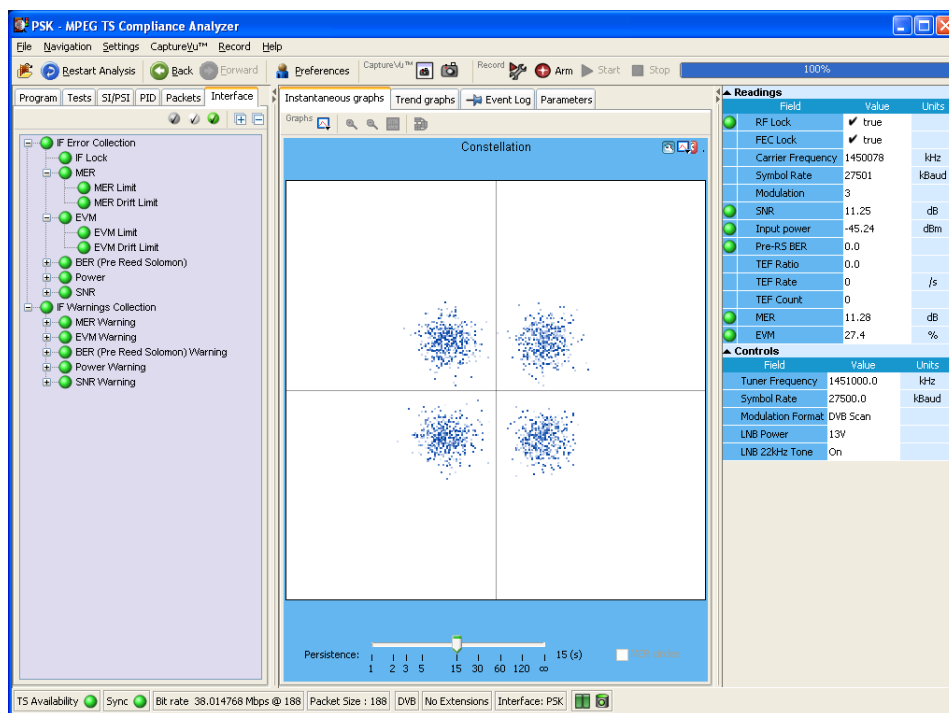 PSK - MPEG TS Compliance Analyzer
File Navigation Settings CaptureVu™ Record Help
Restart Analysis Back Forward Preferences CaptureVu™ Record Arm Start Stop 100%
Program Tests SI/PSI PID Packets Interface
Instantaneous graphs Trend graphs Event Log Parameters
Graphs
IF Error Collection
IF Lock
MER
MER Limit
MER Drift Limit
EVM
EVM Limit
EVM Drift Limit
BER (Pre Reed Solomon)
Power
SNR
IF Warnings Collection
MER Warning
EVM Warning
BER (Pre Reed Solomon) Warning
Power Warning
SNR Warning
Constellation
Persistence: 15 (s)
1 2 3 5 15 30 60 120 ∞
Readings
Field Value Units
RF Lock true
FEC Lock true
Carrier Frequency 1450078 kHz
Symbol Rate 27501 kBaud
Modulation 3
SNR 11.25 dB
Input power -45.24 dBm
Pre-RS BER 0.0
TEF Ratio 0.0
TEF Rate 0 /s
TEF Count 0
MER 11.28 dB
EVM 27.4 %
Controls
Field Value Units
Tuner Frequency 1451000.0 kHz
Symbol Rate 27500.0 kBaud
Modulation Format DVB Scan
LNB Power 13V
LNB 22kHz Tone On
TS Availability Sync Bit rate 38.014768 Mbps @ 188 Packet Size : 188 DVB No Extensions Interface: PSK